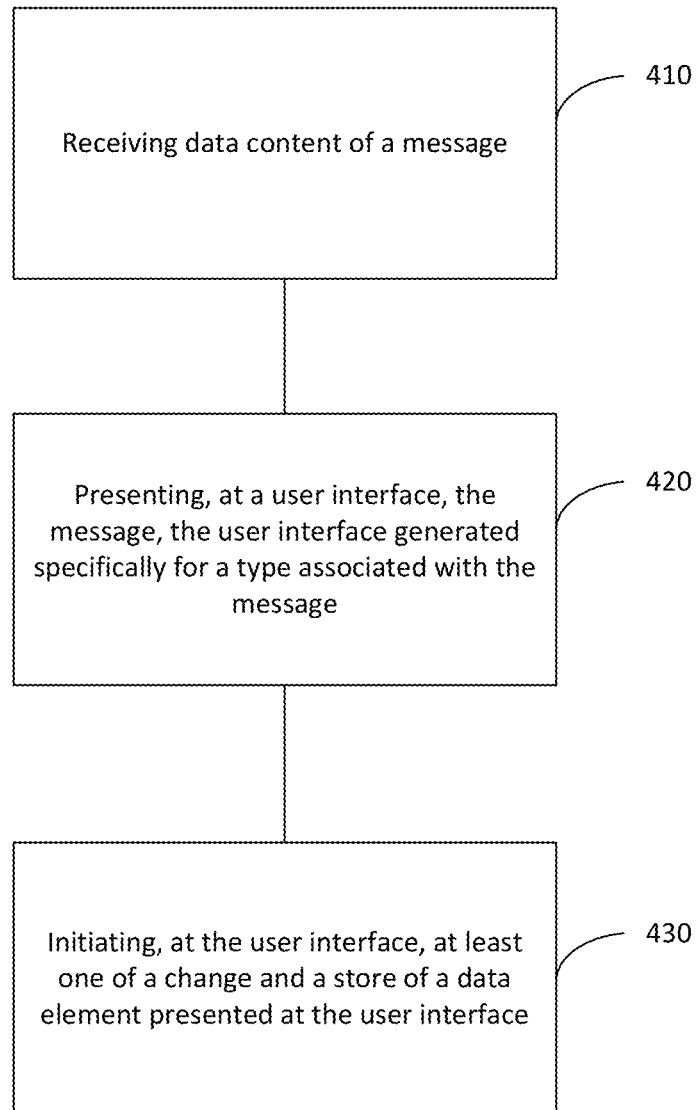 410
Receiving data content of a message
420
Presenting, at a user interface, the
message, the user interface generated
specifically for a type associated with the
message
430
Initiating, at the user interface, at least
one of a change and a store of a data
element presented at the user interface